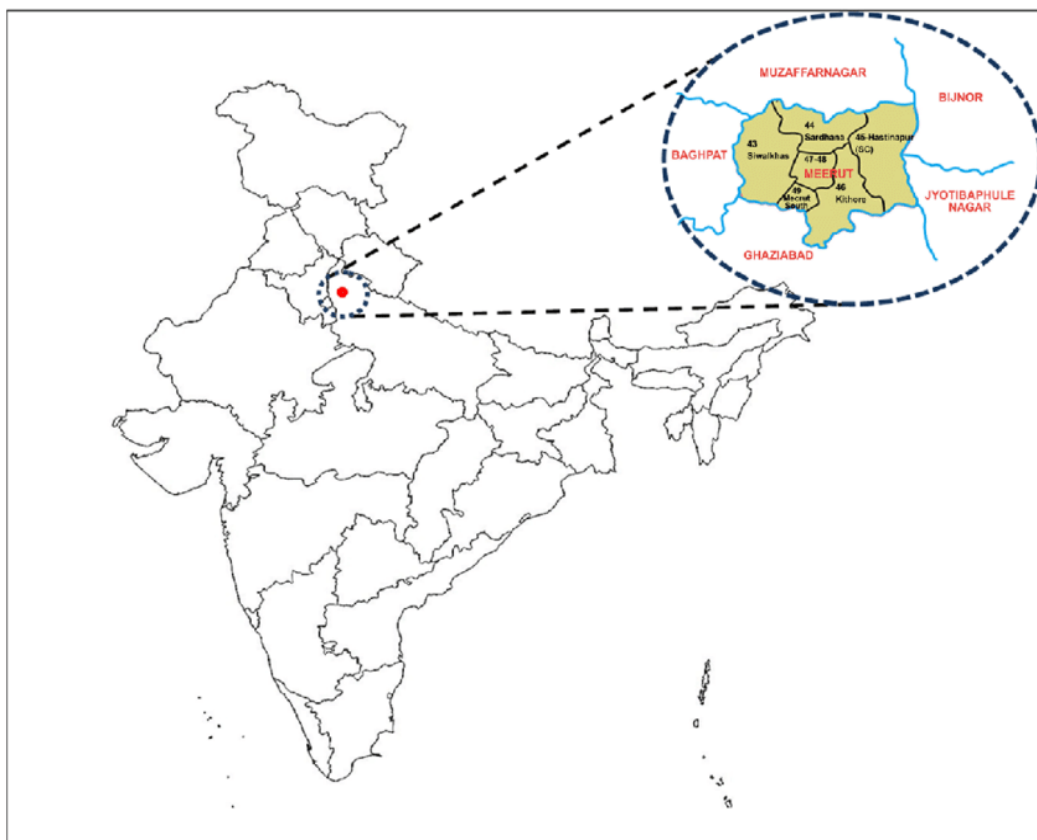 MUZAFFARNAGAR
BIJNOR
44
Sardhana
45-Hastinapur
(SC)
43
Siwalkhas
BAGHPAT
47-48
MEERUT
49
Meerut
South
46
Kithore
JYOTIBAPHULE
NAGAR
GHAZIABAD